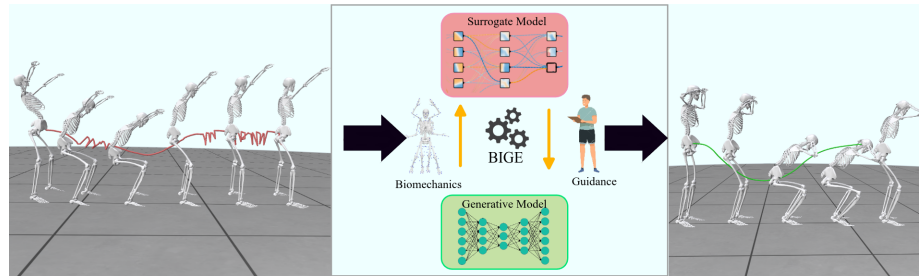 Surrogate Model
BIGE
Biomechanics
Guidance
Generative Model